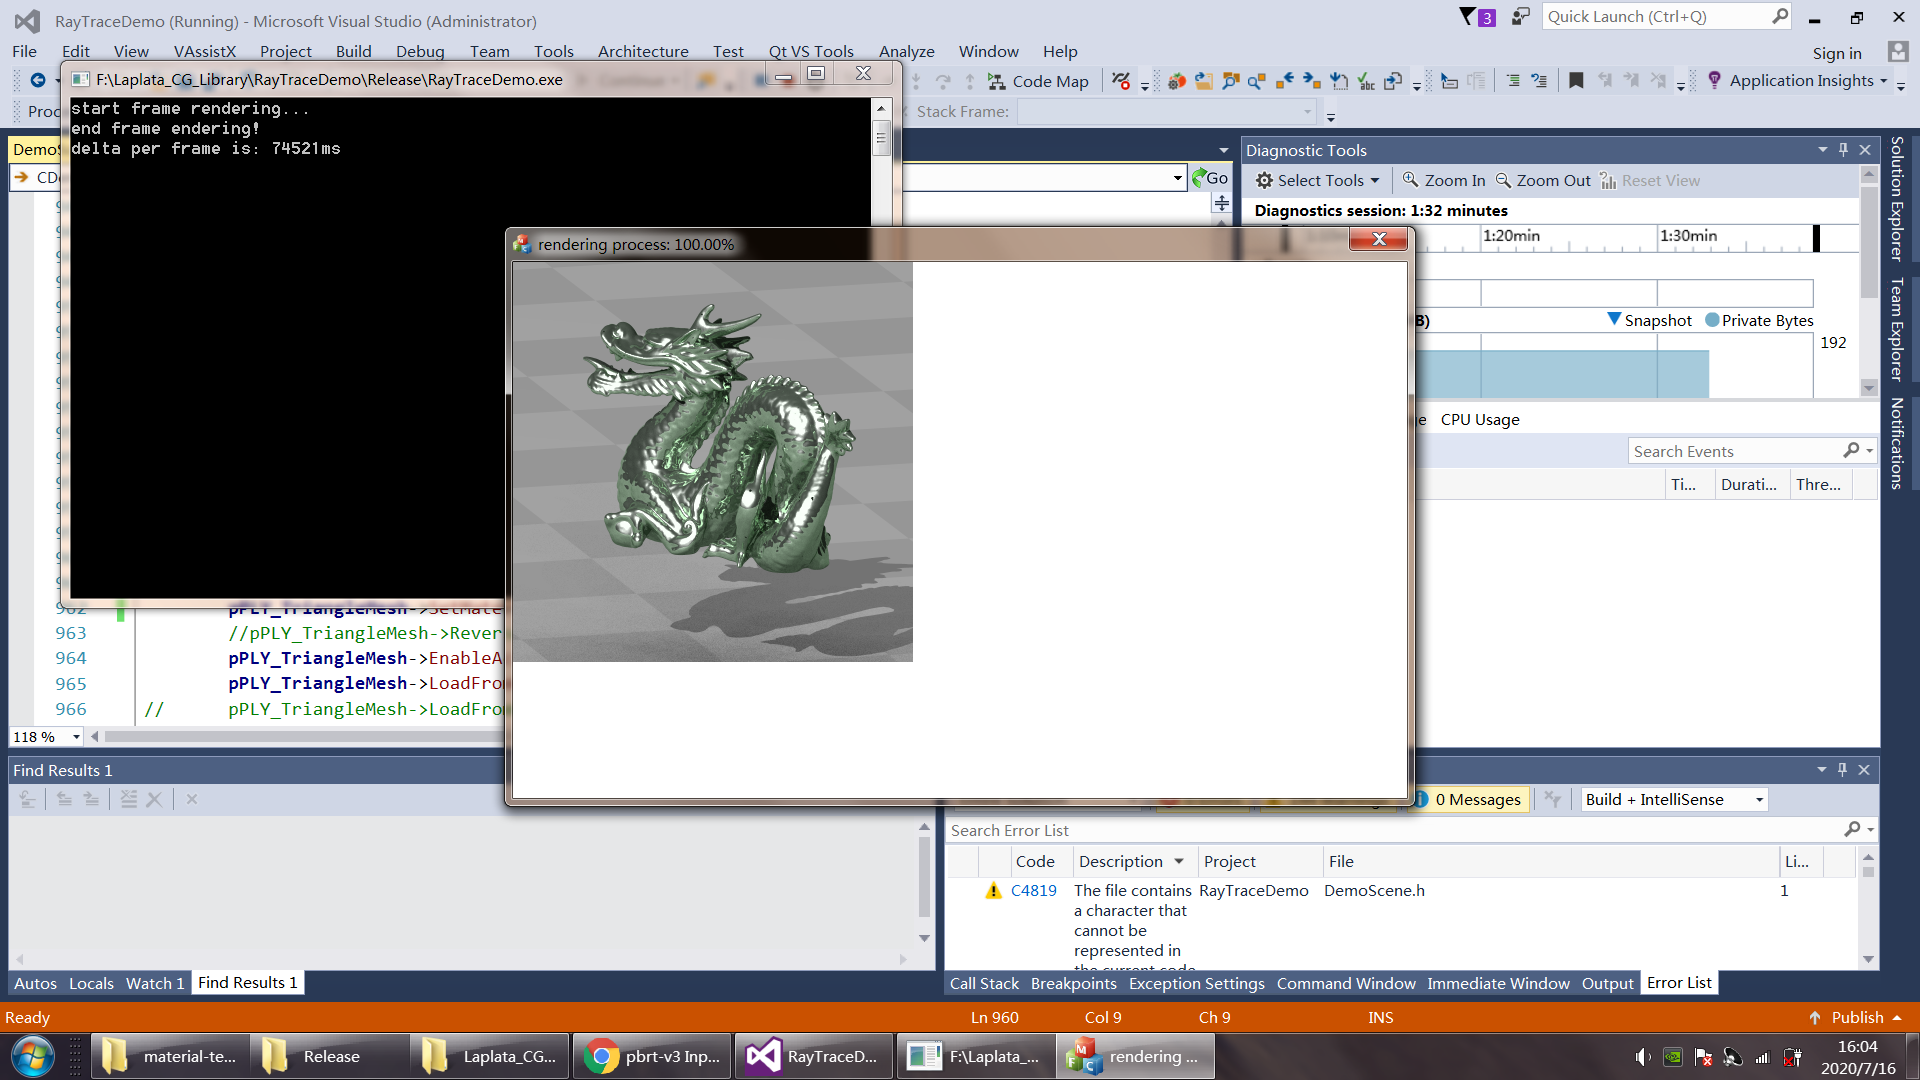 RayTraceDemo (Running) - Microsoft Visual Studio (Administrator)
3
Quick Launch (Ctrl+Q)
File Edit View VAssistX Project Build Debug Team Tools Architecture Test Qt VS Tools Analyze Window Help
Sign in
F:\Laplata_CG_Library\RayTraceDemo\Release\RayTraceDemo.exe
Code Map
Application Insights
Stack Frame:
start frame rendering...
end frame endering!
delta per frame is: 74521ms
Go
Diagnostic Tools
Select Tools Zoom In Zoom Out Reset View
Diagnostics session: 1:32 minutes
1:20min 1:30min
rendering process: 100.00%
Snapshot Private Bytes
192
CPU Usage
Search Events
Ti... Durati... Thre...
Solution Explorer
Team Explorer
Notifications
962
963 //pPLY_TriangleMesh->Rever
964 pPLY_TriangleMesh->EnableA
965 pPLY_TriangleMesh->LoadFro
966 // pPLY_TriangleMesh->LoadFro
118 %
Find Results 1
0 Messages
Build + IntelliSense
Search Error List
Code Description Project File Li...
C4819 The file contains RayTraceDemo DemoScene.h 1
a character that
cannot be
represented in
the current code
Autos Locals Watch 1 Find Results 1
Call Stack Breakpoints Exception Settings Command Window Immediate Window Output Error List
Ready
Ln 960 Col 9 Ch 9 INS
Publish
material-te... Release Laplata_CG... pbrt-v3 Inp... RayTraceD... F:\Laplata_... rendering ...
16:04
2020/7/16